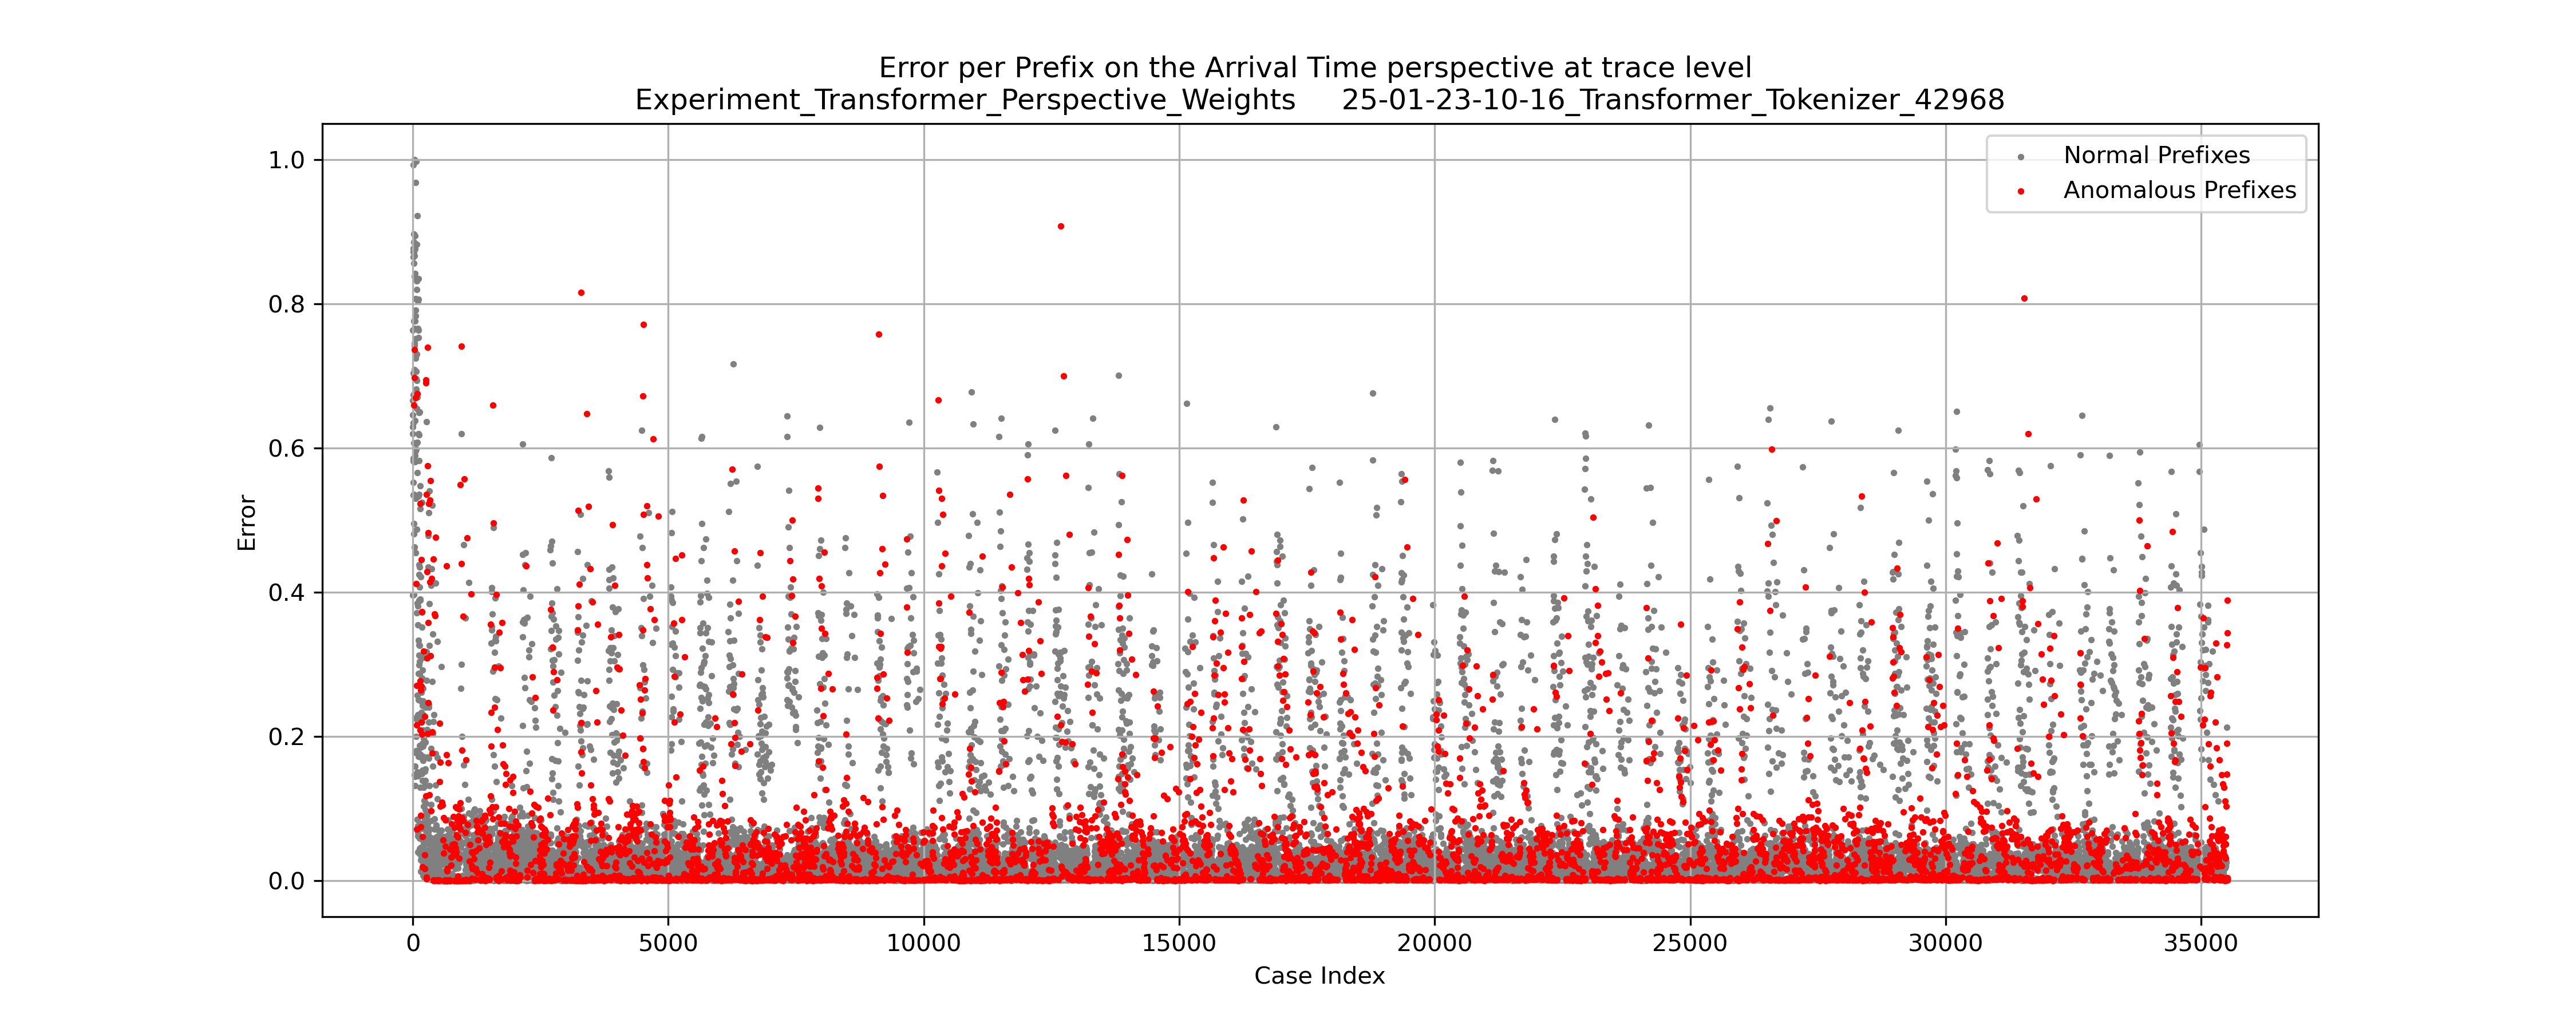 Error per Prefix on the Arrival Time perspective at trace level
Experiment_Transformer_Perspective_Weights 25-01-23-10-16_Transformer_Tokenizer_42968
Normal Prefixes
Anomalous Prefixes
Error
1.0
0.8
0.6
0.4
0.2
0.0
0 5000 10000 15000 20000 25000 30000 35000
Case Index